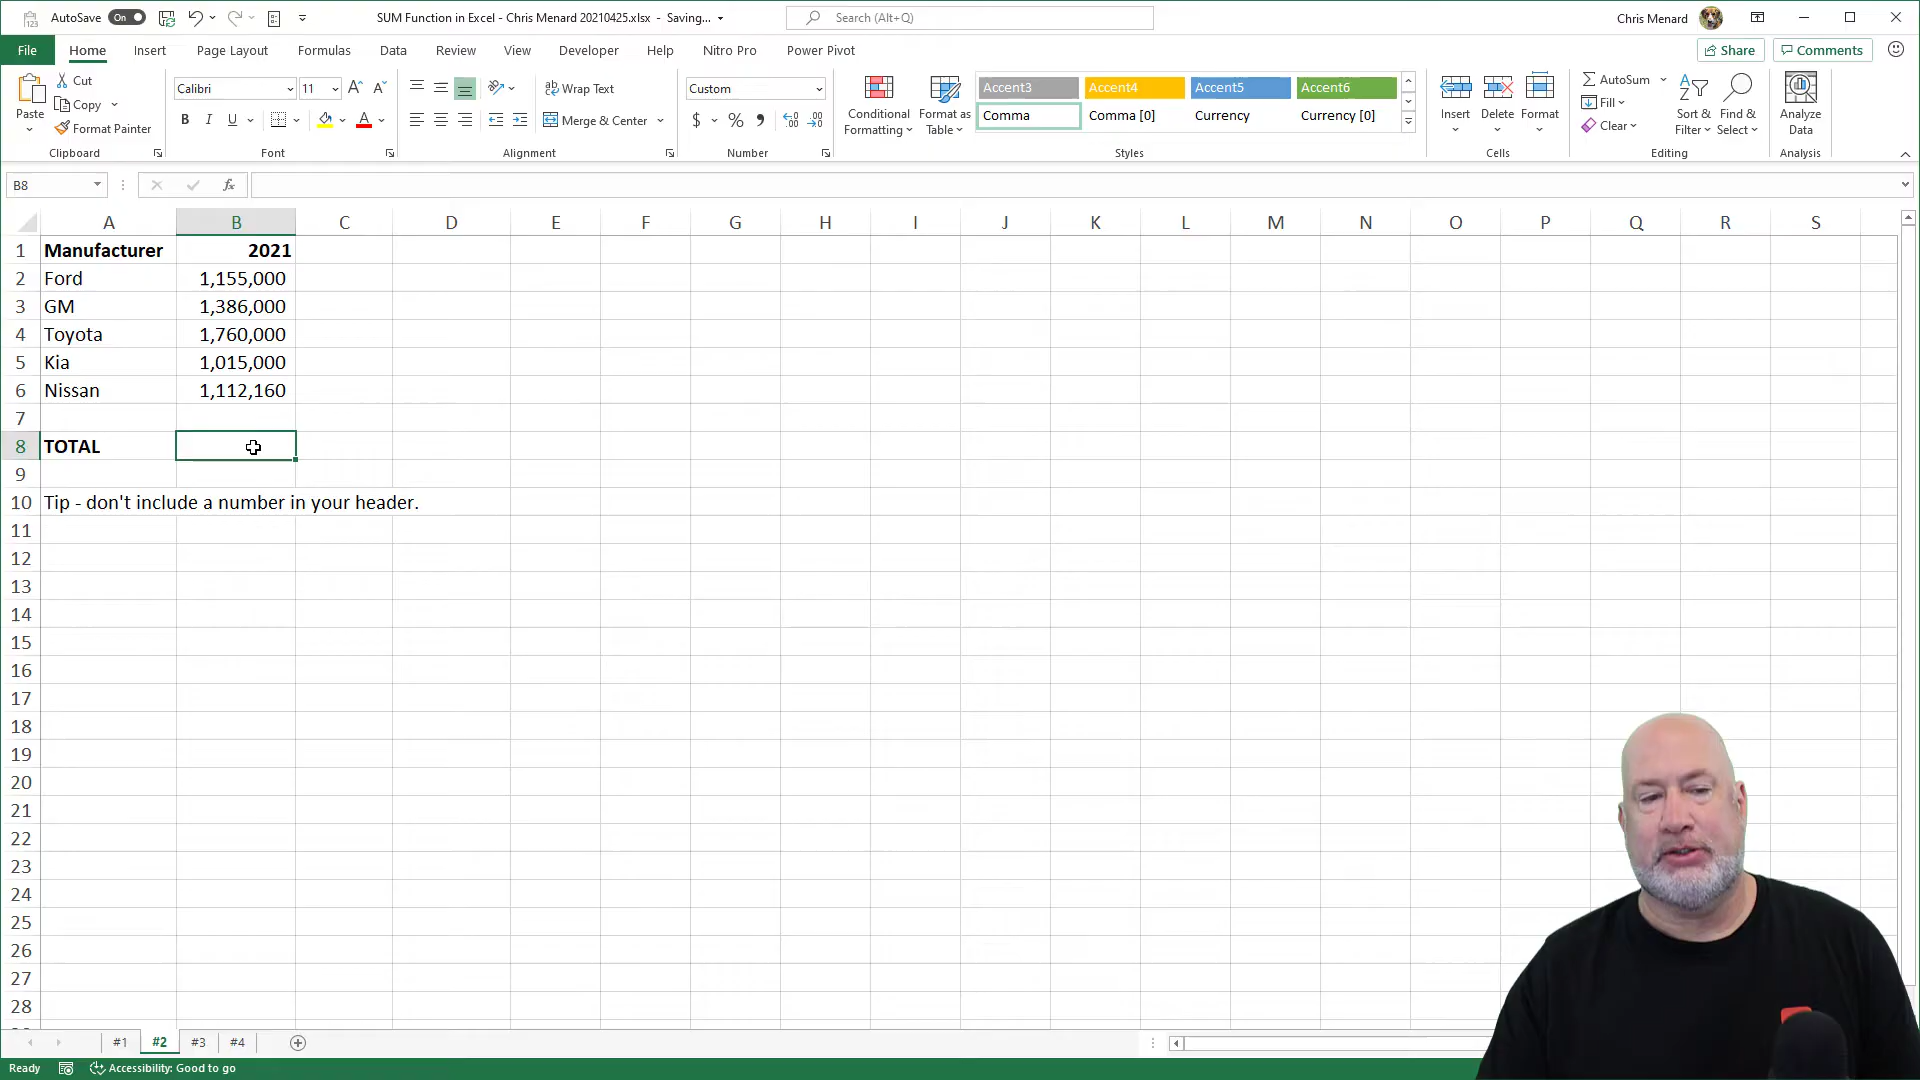 AutoSave On SUM Function in Excel - Chris Menard 20210425.xlsx - Saving... Search (Alt+Q) Chris Menard
File Home Insert Page Layout Formulas Data Review View Developer Help Nitro Pro Power Pivot Share Comments
Paste
Cut
Copy
Format Painter
Clipboard
Calibri 11
B I U
Font
Wrap Text
Merge & Center
Alignment
Custom
$ %
Number
Conditional
Formatting
Format as
Table
Accent3 Accent4 Accent5 Accent6
Comma Comma [0] Currency Currency [0]
Styles
Insert Delete Format
Cells
AutoSum
Fill
Clear
Sort &
Filter
Find &
Select
Editing
Analyze
Data
Analysis
B8 fx
A B C D E F G H I J K L M N O P Q R S
1 Manufacturer 2021
2 Ford 1,155,000
3 GM 1,386,000
4 Toyota 1,760,000
5 Kia 1,015,000
6 Nissan 1,112,160
7
8 TOTAL
9
10 Tip - don't include a number in your header.
11
12
13
14
15
16
17
18
19
20
21
22
23
24
25
26
27
28
#1 #2 #3 #4
Ready Accessibility: Good to go